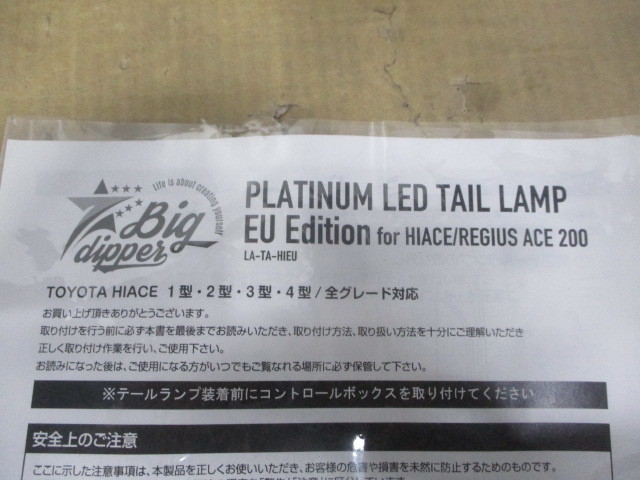 Life is about creating yourself
Big
dipper
PLATINUM LED TAIL LAMP
EU Edition for HIACE/REGIUS ACE 200
LA-TA-HIEU
TOYOTA HIACE 1型・2型・3型・4型/全グレード対応
お買い上げ頂きありがとうございます。
取り付けを行う前に必ず本書を最後までお読みいただき、取り付け方法、取り扱い方法を十分にご理解いただき
正しく取り付け作業を行い、ご使用下さい。
お読みになった後は、ご使用になる方がいつでもご覧なれる場所に必ず保管して下さい。
※テールランプ装着前にコントロールボックスを取り付けてください
安全上のご注意
ここに示した注意事項は、本製品を正しくお使いいただき、お客様の危害や損害を未然に防止するためのものです。